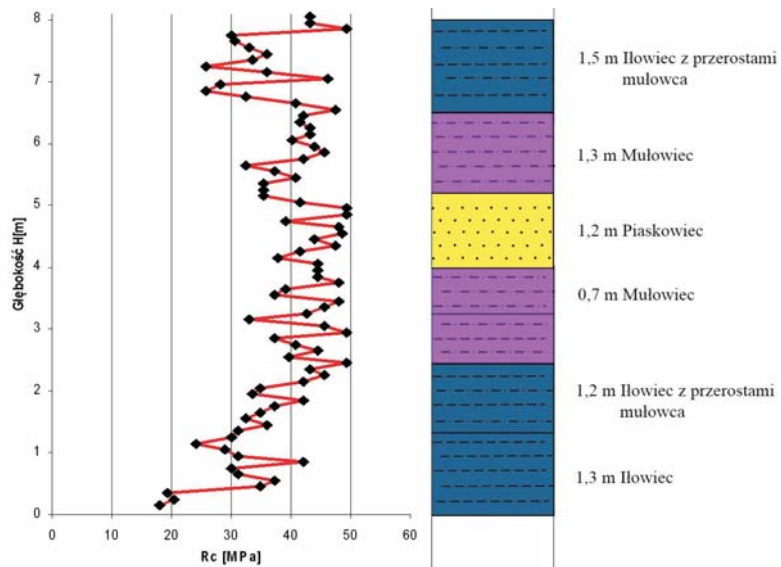 8
7
6
5
4
3
2
1
0
Głębokość H[m]
0 10 20 30 40 50 60
Rc [MPa]
1,5 m Iłowiec z przerostami
mułowca
1,3 m Mułowiec
1,2 m Piaskowiec
0,7 m Mułowiec
1,2 m Iłowiec z przerostami
mułowca
1,3 m Iłowiec